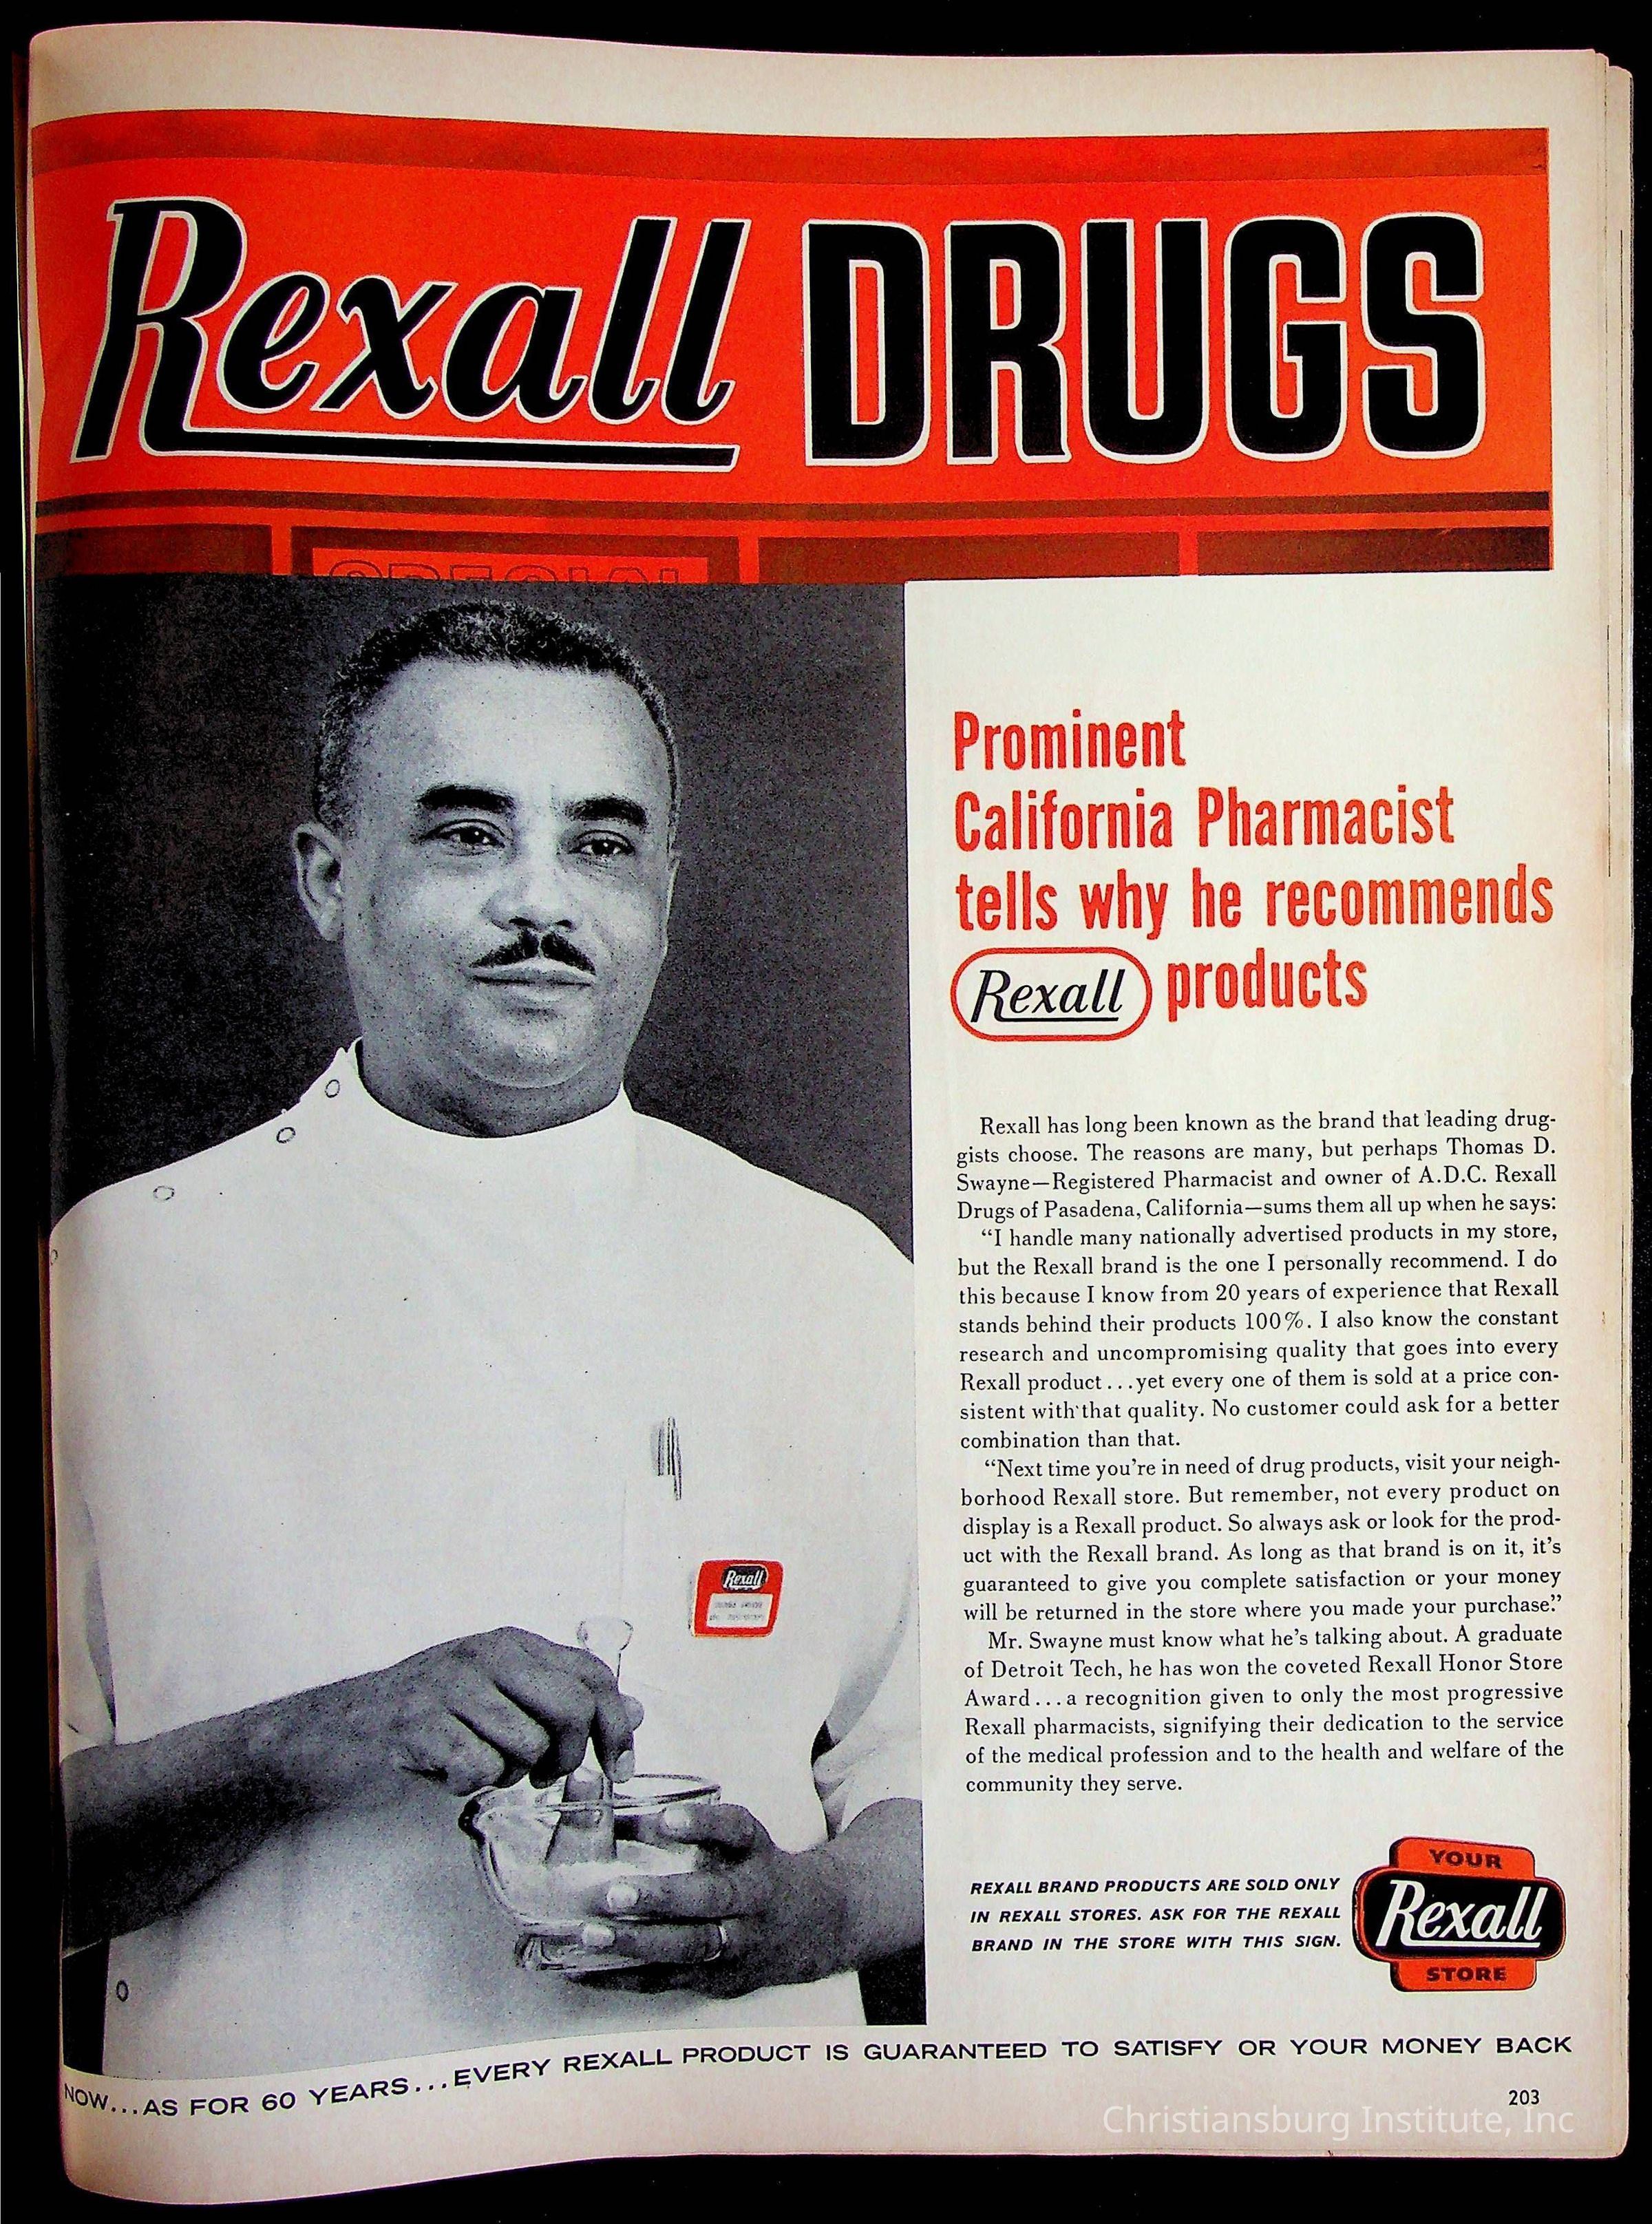 Rexall DRUGS
SPECIAL
Prominent
California Pharmacist
tells why he recommends
Rexall products
Rexall has long been known as the brand that leading drug-
gists choose. The reasons are many, but perhaps Thomas D.
Swayne—Registered Pharmacist and owner of A.D.C. Rexall
Drugs of Pasadena, California—sums them all up when he says:
“I handle many nationally advertised products in my store,
but the Rexall brand is the one I personally recommend. I do
this because I know from 20 years of experience that Rexall
stands behind their products 100%. I also know the constant
research and uncompromising quality that goes into every
Rexall product...yet every one of them is sold at a price con-
sistent with that quality. No customer could ask for a better
combination than that.
“Next time you’re in need of drug products, visit your neigh-
borhood Rexall store. But remember, not every product on
display is a Rexall product. So always ask or look for the prod-
uct with the Rexall brand. As long as that brand is on it, it’s
guaranteed to give you complete satisfaction or your money
will be returned in the store where you made your purchase.”
Mr. Swayne must know what he’s talking about. A graduate
of Detroit Tech, he has won the coveted Rexall Honor Store
Award...a recognition given to only the most progressive
Rexall pharmacists, signifying their dedication to the service
of the medical profession and to the health and welfare of the
community they serve.
Rexall
REXALL BRAND PRODUCTS ARE SOLD ONLY
IN REXALL STORES. ASK FOR THE REXALL
BRAND IN THE STORE WITH THIS SIGN.
YOUR
Rexall
STORE
NOW...AS FOR 60 YEARS...EVERY REXALL PRODUCT IS GUARANTEED TO SATISFY OR YOUR MONEY BACK
203
Christiansburg Institute, Inc